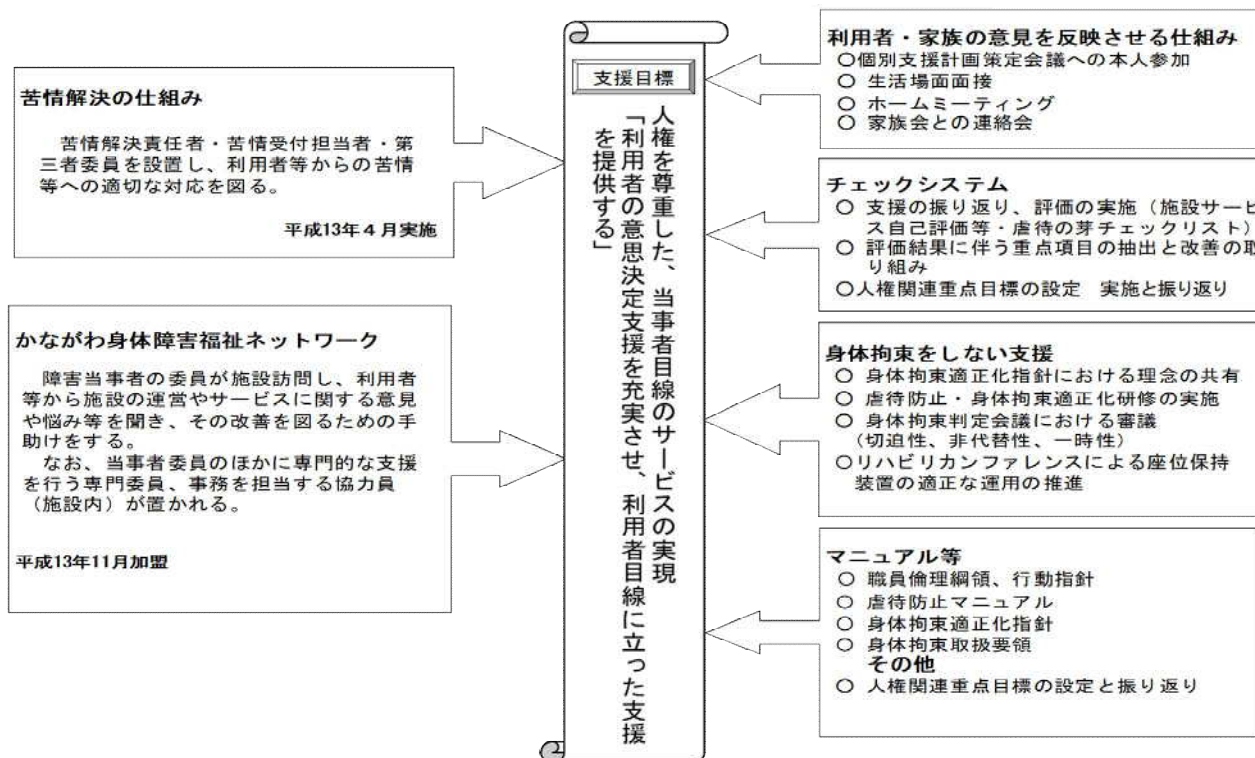 苦情解決の仕組み
苦情解決責任者・苦情受付担当者・第
三者委員を設置し、利用者等からの苦情
等への適切な対応を図る。
平成13年４月実施
かながわ身体障害福祉ネットワーク
障害当事者の委員が施設訪問し、利用者
等から施設の運営やサービスに関する意見
や悩み等を聞き、その改善を図るための手
助けをする。
なお、当事者委員のほかに専門的な支援
を行う専門委員、事務を担当する協力員
（施設内）が置かれる。
平成13年11月加盟
支援目標
人権を尊重した、当事者目線のサービスの実現
「利用者の意思決定支援を充実させ、利用者目線に立った支援
を提供する」
利用者・家族の意見を反映させる仕組み
○個別支援計画策定会議への本人参加
○ 生活場面面接
○ ホームミーティング
○ 家族会との連絡会
チェックシステム
○ 支援の振り返り、評価の実施（施設サービ
ス自己評価等・虐待の芽チェックリスト）
○ 評価結果に伴う重点項目の抽出と改善の取
り組み
○人権関連重点目標の設定　実施と振り返り
身体拘束をしない支援
○ 身体拘束適正化指針における理念の共有
○ 虐待防止・身体拘束適正化研修の実施
○ 身体拘束判定会議における審議
（切迫性、非代替性、一時性）
○リハビリカンファレンスによる座位保持
装置の適正な運用の推進
マニュアル等
○ 職員倫理綱領、行動指針
○ 虐待防止マニュアル
○ 身体拘束適正化指針
○ 身体拘束取扱要領
その他
○ 人権関連重点目標の設定と振り返り